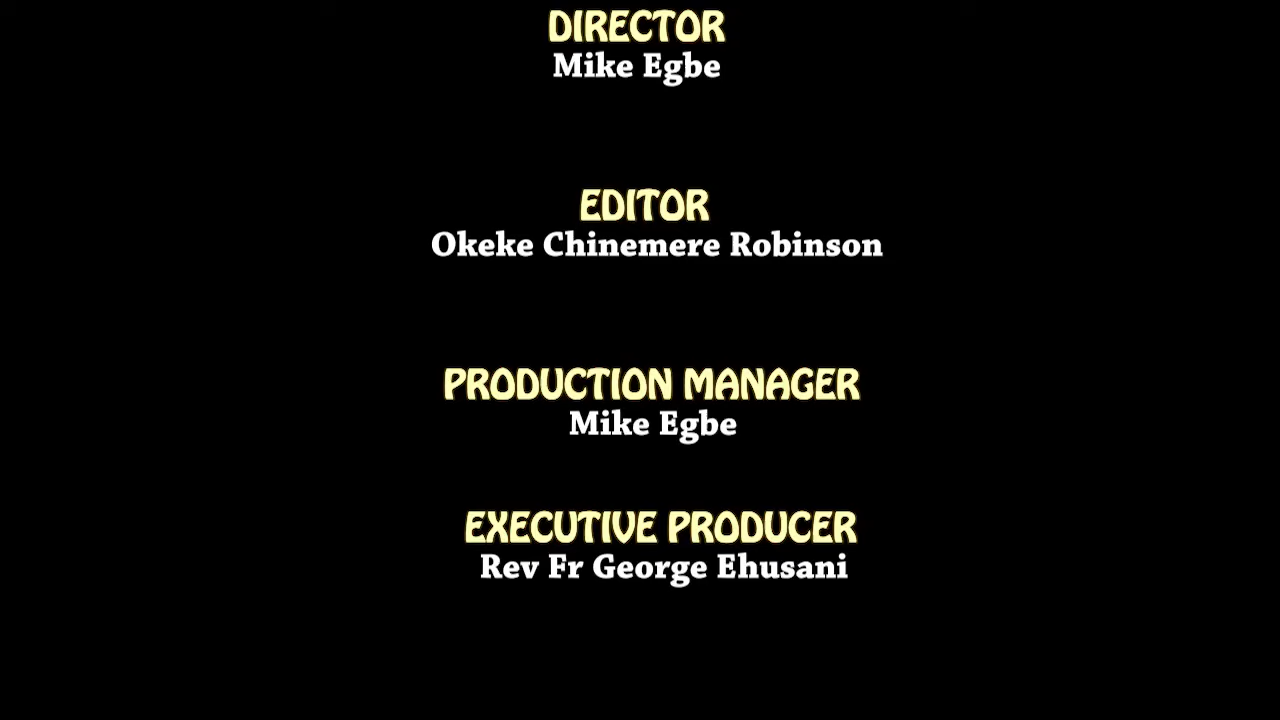 DIRECTOR
Mike Egbe
EDITOR
Okeke Chinemere Robinson
PRODUCTION MANAGER
Mike Egbe
EXECUTIVE PRODUCER
Rev Fr George Ehusani